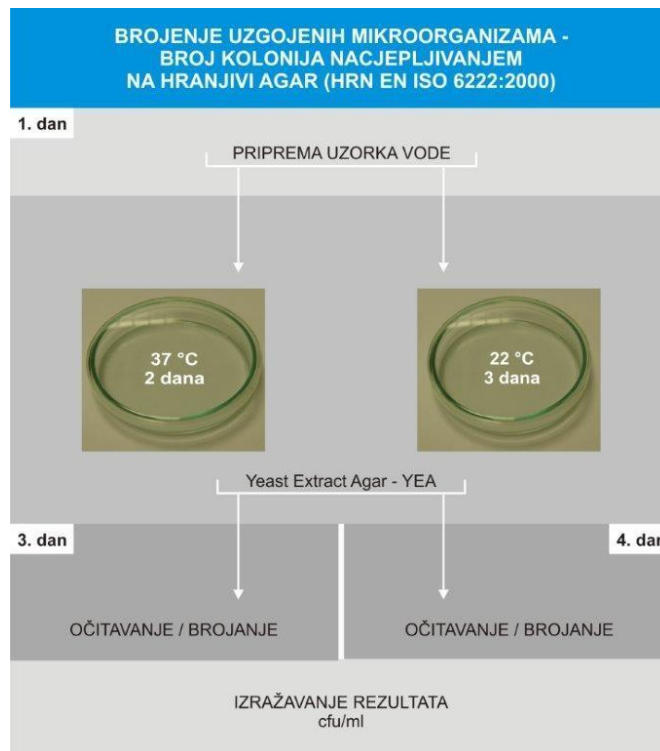 BROJENJE UZGOJENIH MIKROORGANIZAMA -
BROJ KOLONIJA NACJEPLJIVANJEM
NA HRANJIVI AGAR (HRN EN ISO 6222:2000)
1. dan
PRIPREMA UZORKA VODE
37 °C
2 dana
22 °C
3 dana
Yeast Extract Agar - YEA
3. dan
4. dan
OČITAVANJE / BROJANJE
OČITAVANJE / BROJANJE
IZRAŽAVANJE REZULTATA
cfu/ml